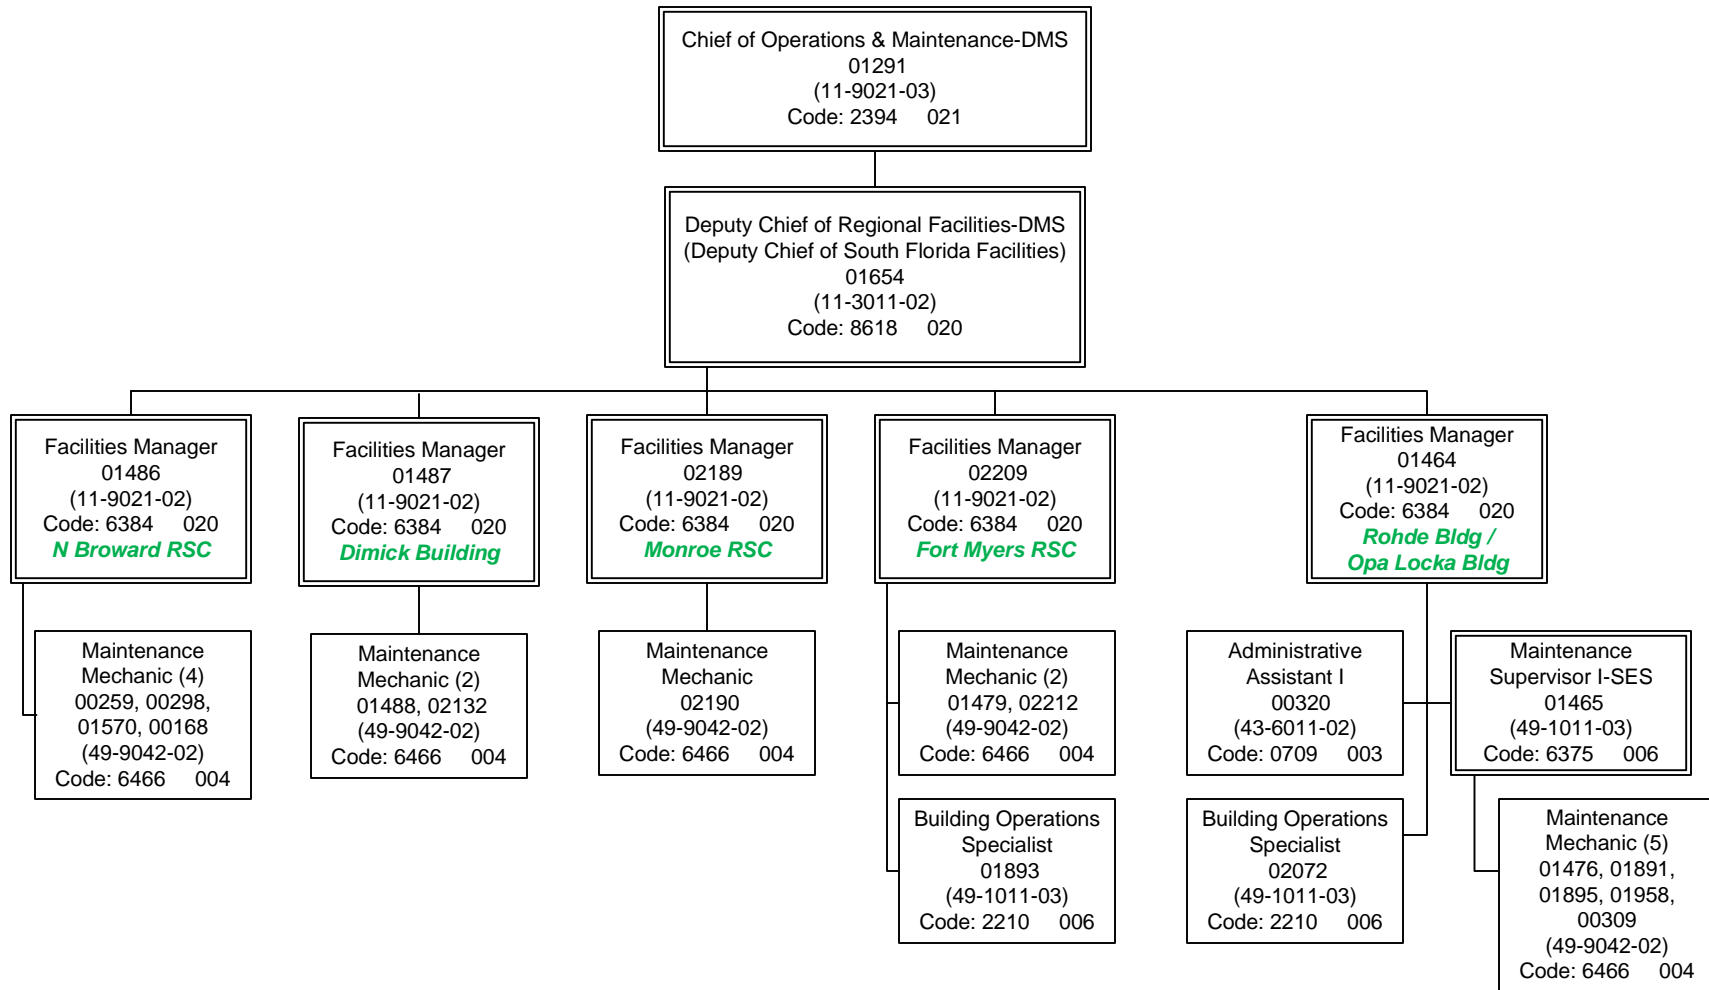 Chief of Operations & Maintenance-DMS
01291
(11-9021-03)
Code: 2394 021
Deputy Chief of Regional Facilities-DMS
(Deputy Chief of South Florida Facilities)
01654
(11-3011-02)
Code: 8618 020
Facilities Manager
01486
(11-9021-02)
Code: 6384 020
N Broward RSC
Facilities Manager
01487
(11-9021-02)
Code: 6384 020
Dimick Building
Facilities Manager
02189
(11-9021-02)
Code: 6384 020
Monroe RSC
Facilities Manager
02209
(11-9021-02)
Code: 6384 020
Fort Myers RSC
Facilities Manager
01464
(11-9021-02)
Code: 6384 020
Rohde Bldg /
Opa Locka Bldg
Maintenance
Mechanic (4)
00259, 00298,
01570, 00168
(49-9042-02)
Code: 6466 004
Maintenance
Mechanic (2)
01488, 02132
(49-9042-02)
Code: 6466 004
Maintenance
Mechanic
02190
(49-9042-02)
Code: 6466 004
Maintenance
Mechanic (2)
01479, 02212
(49-9042-02)
Code: 6466 004
Administrative
Assistant I
00320
(43-6011-02)
Code: 0709 003
Maintenance
Supervisor I-SES
01465
(49-1011-03)
Code: 6375 006
Building Operations
Specialist
01893
(49-1011-03)
Code: 2210 006
Building Operations
Specialist
02072
(49-1011-03)
Code: 2210 006
Maintenance
Mechanic (5)
01476, 01891,
01895, 01958,
00309
(49-9042-02)
Code: 6466 004